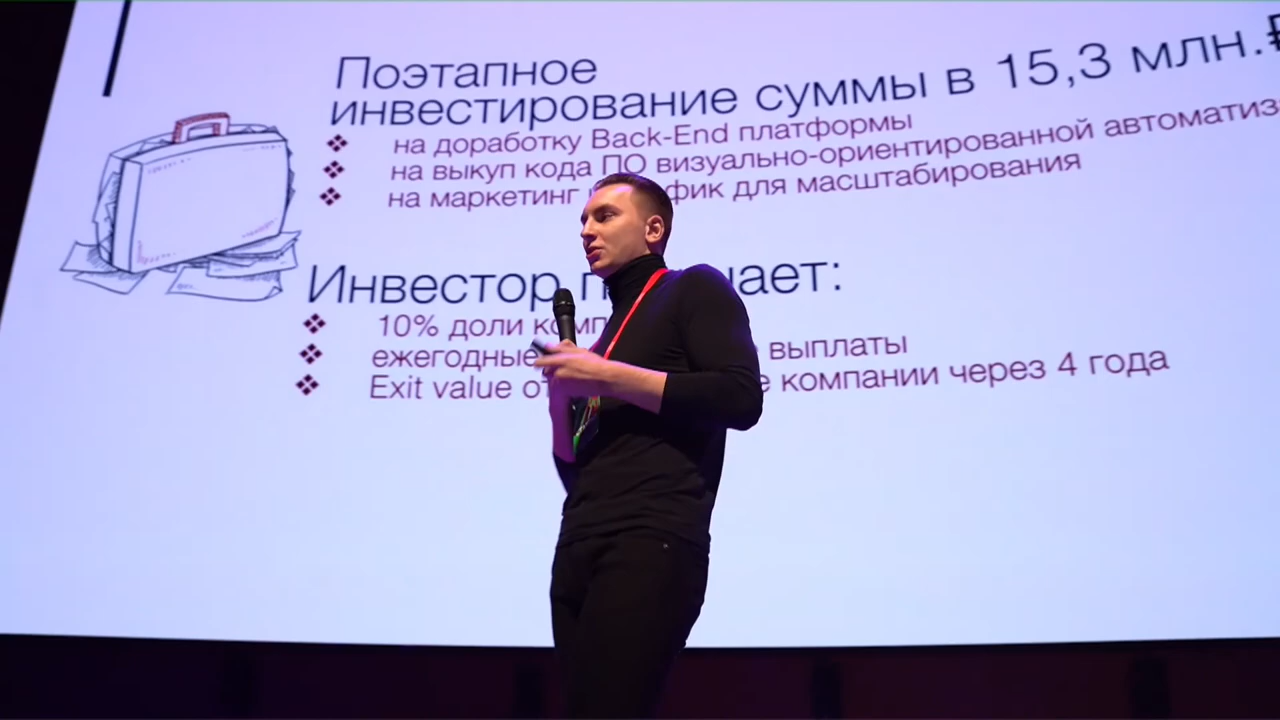 Поэтапное
инвестирование суммы в 15,3 млн.₽
на доработку Back-End платформы
на выкуп кода ПО визуально-ориентированной
на маркетинг для масштабирования
Инвестор
10% доли
ежегодные выплаты
Exit value компании через 4 года